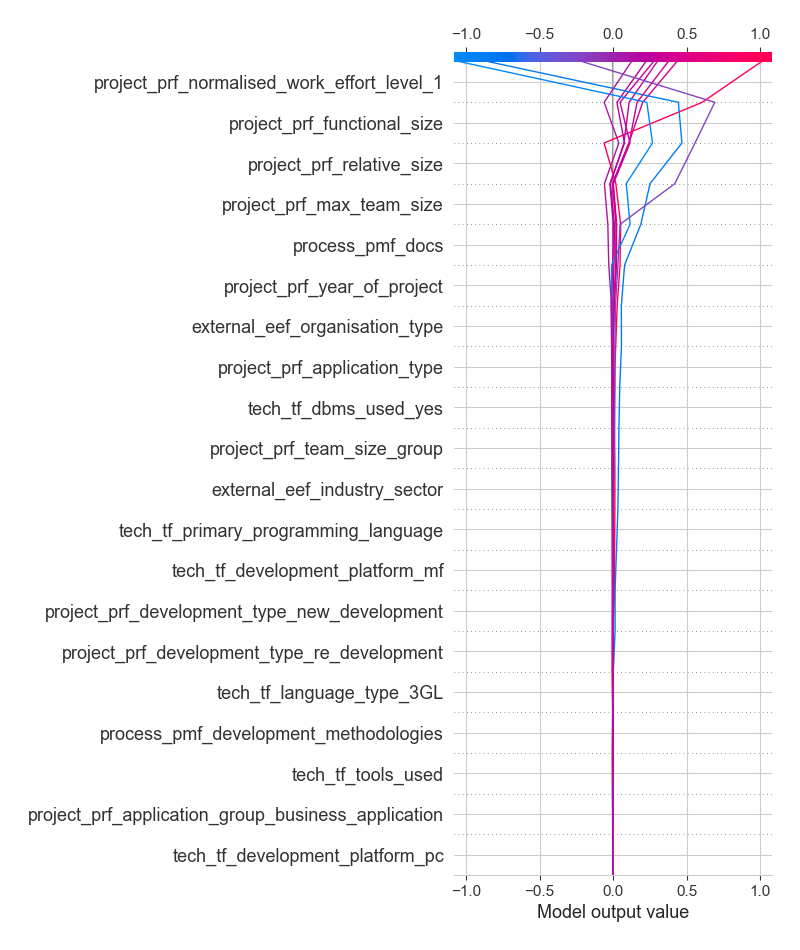 −1.0 −0.5 0.0 0.5 1.0
project_prf_normalised_work_effort_level_1
project_prf_functional_size
project_prf_relative_size
project_prf_max_team_size
process_pmf_docs
project_prf_year_of_project
external_eef_organisation_type
project_prf_application_type
tech_tf_dbms_used_yes
project_prf_team_size_group
external_eef_industry_sector
tech_tf_primary_programming_language
tech_tf_development_platform_mf
project_prf_development_type_new_development
project_prf_development_type_re_development
tech_tf_language_type_3GL
process_pmf_development_methodologies
tech_tf_tools_used
project_prf_application_group_business_application
tech_tf_development_platform_pc
−1.0 −0.5 0.0 0.5 1.0
Model output value